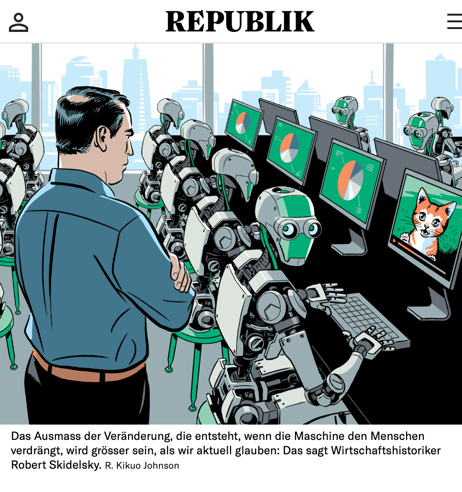 REPUBLIK
Das Ausmass der Veränderung, die entsteht, wenn die Maschine den Menschen
verdrängt, wird grösser sein, als wir aktuell glauben: Das sagt Wirtschaftshistoriker
Robert Skidelsky. R. Kikuo Johnson